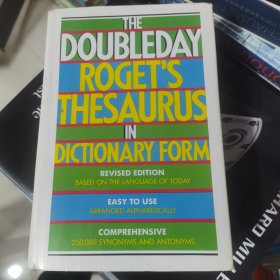 THE
DOUBLEDAY
ROGET'S
THESAURUS
IN
DICTIONARY FORM
REVISED EDITION
BASED ON THE LANGUAGE OF TODAY
EASY TO USE
ARRANGED ALPHABETICALLY
COMPREHENSIVE
250,000 SYNONYMS AND ANTONYMS